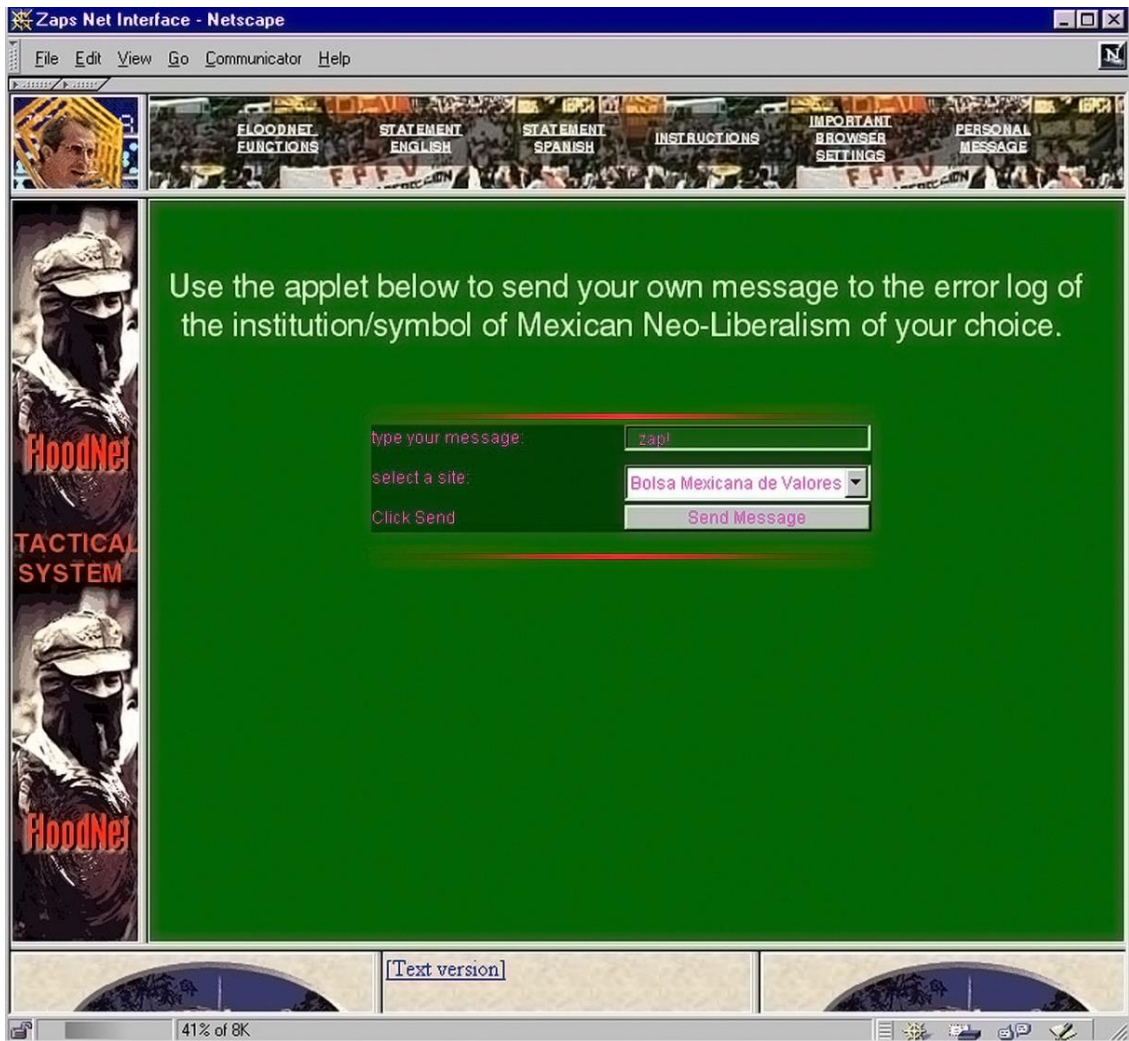 Zaps Net Interface - Netscape
File Edit View Go Communicator Help
N
FLOODNET
FUNCTIONS
STATEMENT
ENGLISH
STATEMENT
SPANISH
INSTRUCTIONS
IMPORTANT
BROWSER
SETTINGS
PERSONAL
MESSAGE
FPF-V
FPF-V
Use the applet below to send your own message to the error log of
the institution/symbol of Mexican Neo-Liberalism of your choice.
type your message: zap!
select a site: Bolsa Mexicana de Valores
Click Send Send Message
FloodNet
TACTICAL
SYSTEM
FloodNet
[Text version]
41% of 8K